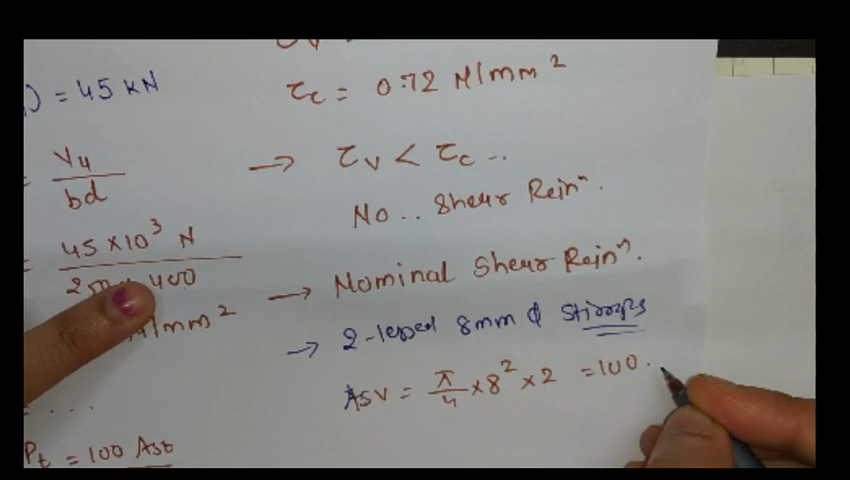 ) = 45 KN
Vu
bd
45 × 10³ N
400
/mm²
Pt = 100 Ast
τc = 0.72 N/mm²
→ τv < τc ..
No .. Shear Reinⁿ.
→ Nominal Shear Reinⁿ.
→ 2-legged 8mm ϕ Stirrups
Asv = π/4 × 8² × 2 = 100.